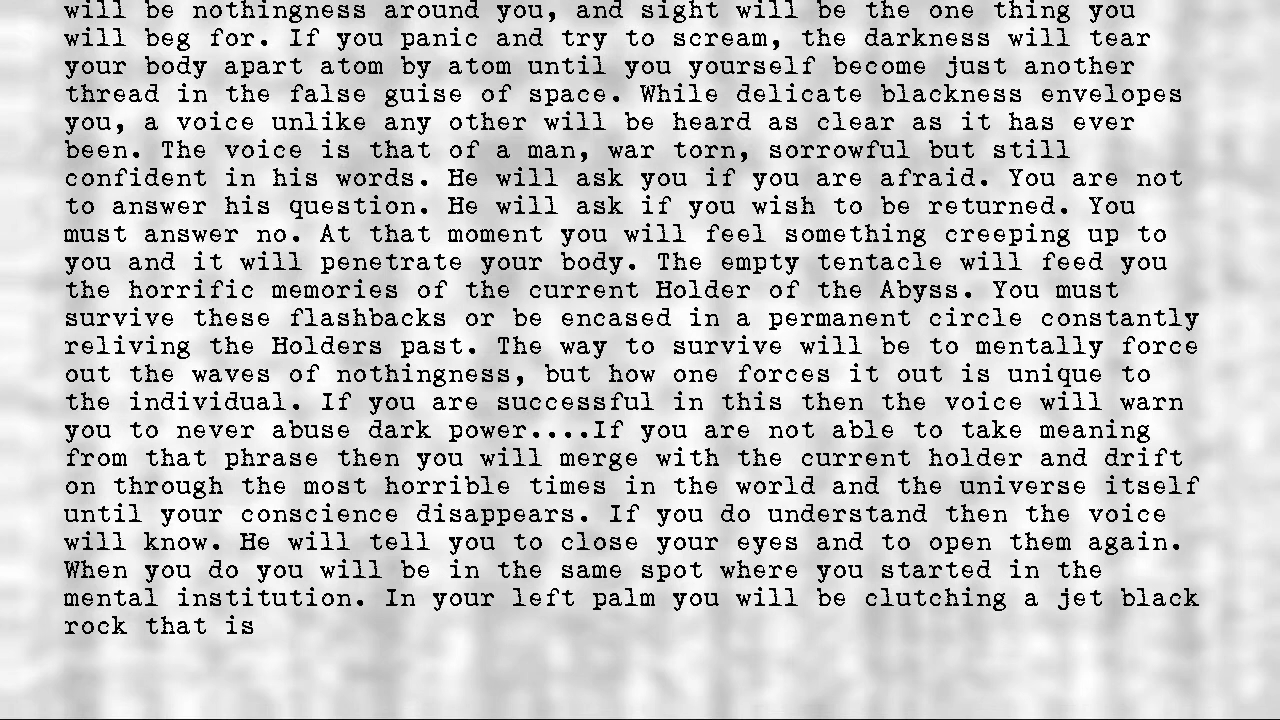 will be nothingness around you, and sight will be the one thing you
will beg for. If you panic and try to scream, the darkness will tear
your body apart atom by atom until you yourself become just another
thread in the false guise of space. While delicate blackness envelopes
you, a voice unlike any other will be heard as clear as it has ever
been. The voice is that of a man, war torn, sorrowful but still
confident in his words. He will ask you if you are afraid. You are not
to answer his question. He will ask if you wish to be returned. You
must answer no. At that moment you will feel something creeping up to
you and it will penetrate your body. The empty tentacle will feed you
the horrific memories of the current Holder of the Abyss. You must
survive these flashbacks or be encased in a permanent circle constantly
reliving the Holders past. The way to survive will be to mentally force
out the waves of nothingness, but how one forces it out is unique to
the individual. If you are successful in this then the voice will warn
you to never abuse dark power....If you are not able to take meaning
from that phrase then you will merge with the current holder and drift
on through the most horrible times in the world and the universe itself
until your conscience disappears. If you do understand then the voice
will know. He will tell you to close your eyes and to open them again.
When you do you will be in the same spot where you started in the
mental institution. In your left palm you will be clutching a jet black
rock that is